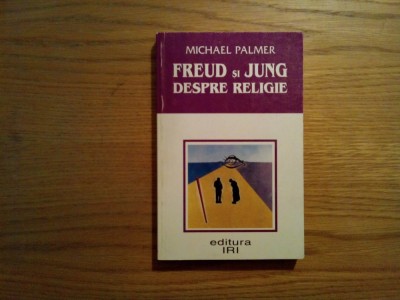 MICHAEL PALMER
FREUD și JUNG
DESPRE RELIGIE
editura
IRI